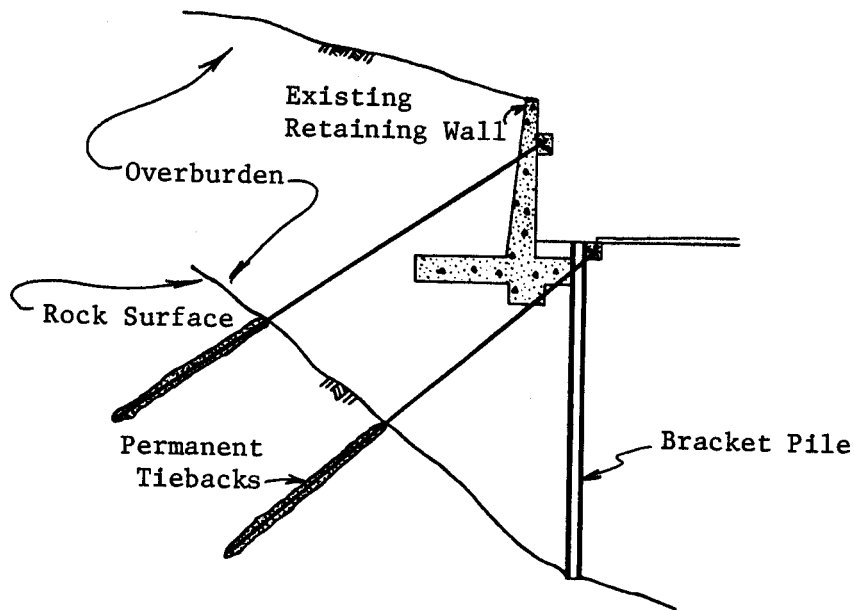 Existing
Retaining Wall
Overburden
Rock Surface
Permanent
Tiebacks
Bracket Pile